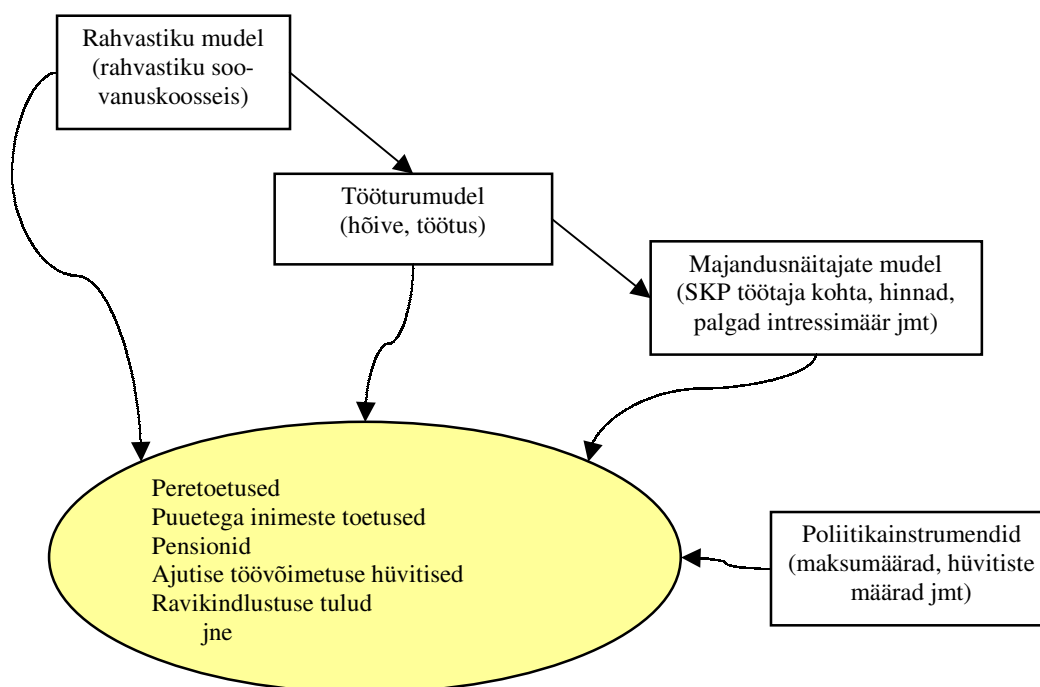 Rahvastiku mudel
(rahvastiku soo-
vanuskoosseis)
Tööturumudel
(hõive, töötus)
Majandusnäitajate mudel
(SKP töötaja kohta, hinnad,
palgad intressimäär jmt)
Peretoetused
Puuetega inimeste toetused
Pensionid
Ajutise töövõimetuse hüvitised
Ravikindlustuse tulud
jne
Poliitikainstrumendid
(maksumäärad, hüvitiste
määrad jmt)